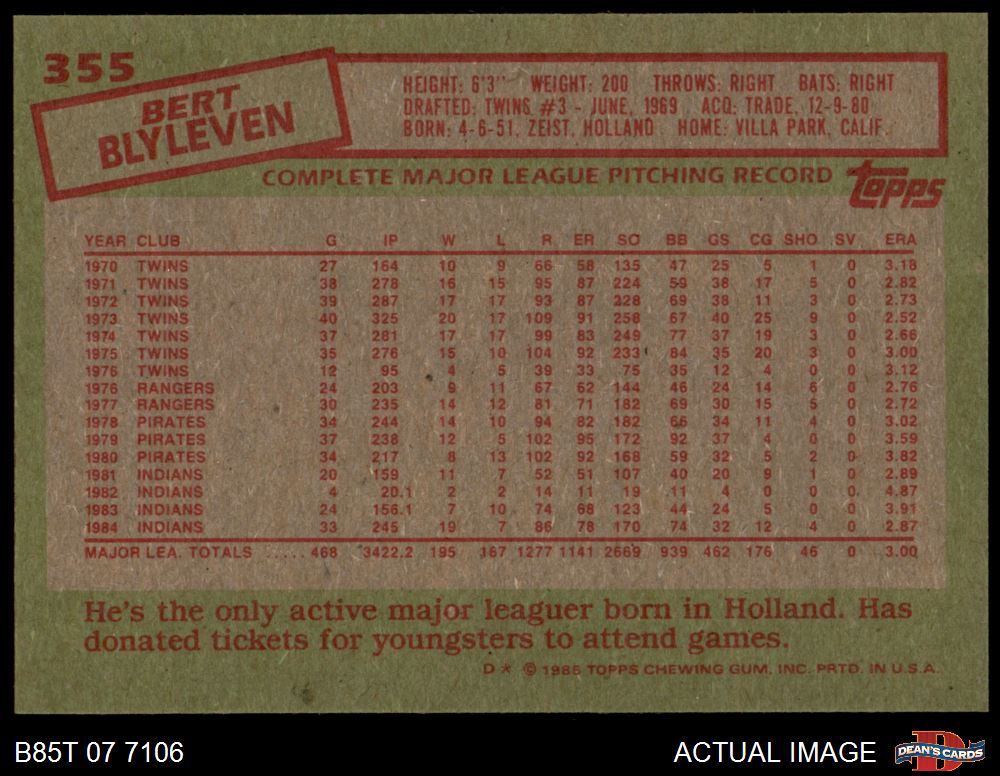 355
BERT
BLYLEVEN
HEIGHT: 6'3" WEIGHT: 200 THROWS: RIGHT BATS: RIGHT
DRAFTED: TWINS #3 - JUNE, 1969 ACQ: TRADE, 12-9-80
BORN: 4-6-51, ZEIST, HOLLAND HOME: VILLA PARK, CALIF.
COMPLETE MAJOR LEAGUE PITCHING RECORD
topps
YEAR CLUB G IP W L R ER SO BB GS CG SHO SV ERA
1970 TWINS 27 164 10 9 66 58 135 47 25 5 1 0 3.18
1971 TWINS 38 278 16 15 95 87 224 59 38 17 5 0 2.82
1972 TWINS 39 287 17 17 93 87 228 69 38 11 3 0 2.73
1973 TWINS 40 325 20 17 109 91 258 67 40 25 9 0 2.52
1974 TWINS 37 281 17 17 99 83 249 77 37 19 3 0 2.66
1975 TWINS 35 276 15 10 104 92 233 84 35 20 3 0 3.00
1976 TWINS 12 95 4 5 39 33 75 35 12 4 0 0 3.12
1976 RANGERS 24 203 9 11 67 62 144 46 24 14 6 0 2.76
1977 RANGERS 30 235 14 12 81 71 182 69 30 15 5 0 2.72
1978 PIRATES 34 244 14 10 94 82 182 66 34 11 4 0 3.02
1979 PIRATES 37 238 12 5 102 95 172 92 37 4 0 0 3.59
1980 PIRATES 34 217 8 13 102 92 168 59 32 5 2 0 3.82
1981 INDIANS 20 159 11 7 52 51 107 40 20 9 1 0 2.89
1982 INDIANS 4 20.1 2 2 14 11 19 11 4 0 0 0 4.87
1983 INDIANS 24 156.1 7 10 74 68 123 44 24 5 0 0 3.91
1984 INDIANS 33 245 19 7 86 78 170 74 32 12 4 0 2.87
MAJOR LEA. TOTALS ..... 468 3422.2 195 167 1277 1141 2669 939 462 176 46 0 3.00
He's the only active major leaguer born in Holland. Has
donated tickets for youngsters to attend games.
D * © 1985 TOPPS CHEWING GUM, INC. PRTD. IN U.S.A.
B85T 07 7106 ACTUAL IMAGE DEAN'S CARDS